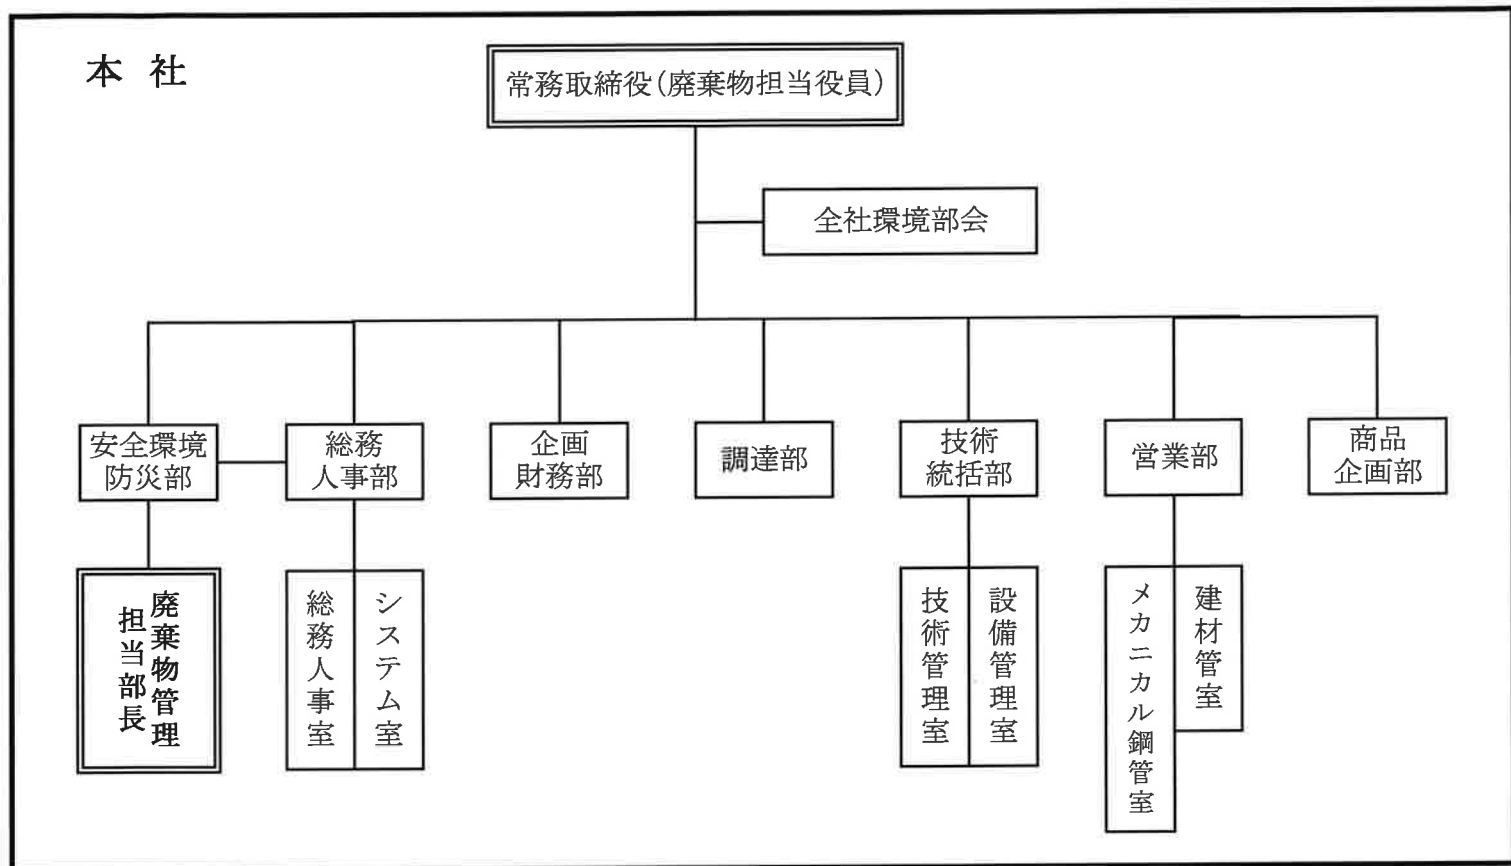 本 社
常務取締役(廃棄物担当役員)
全社環境部会
安全環境
防災部
総務
人事部
企画
財務部
調達部
技術
統括部
営業部
商品
企画部
廃棄物管理
担当部長
総務人事室
システム室
技術管理室
設備管理室
メカニカル鋼管室
建材管室